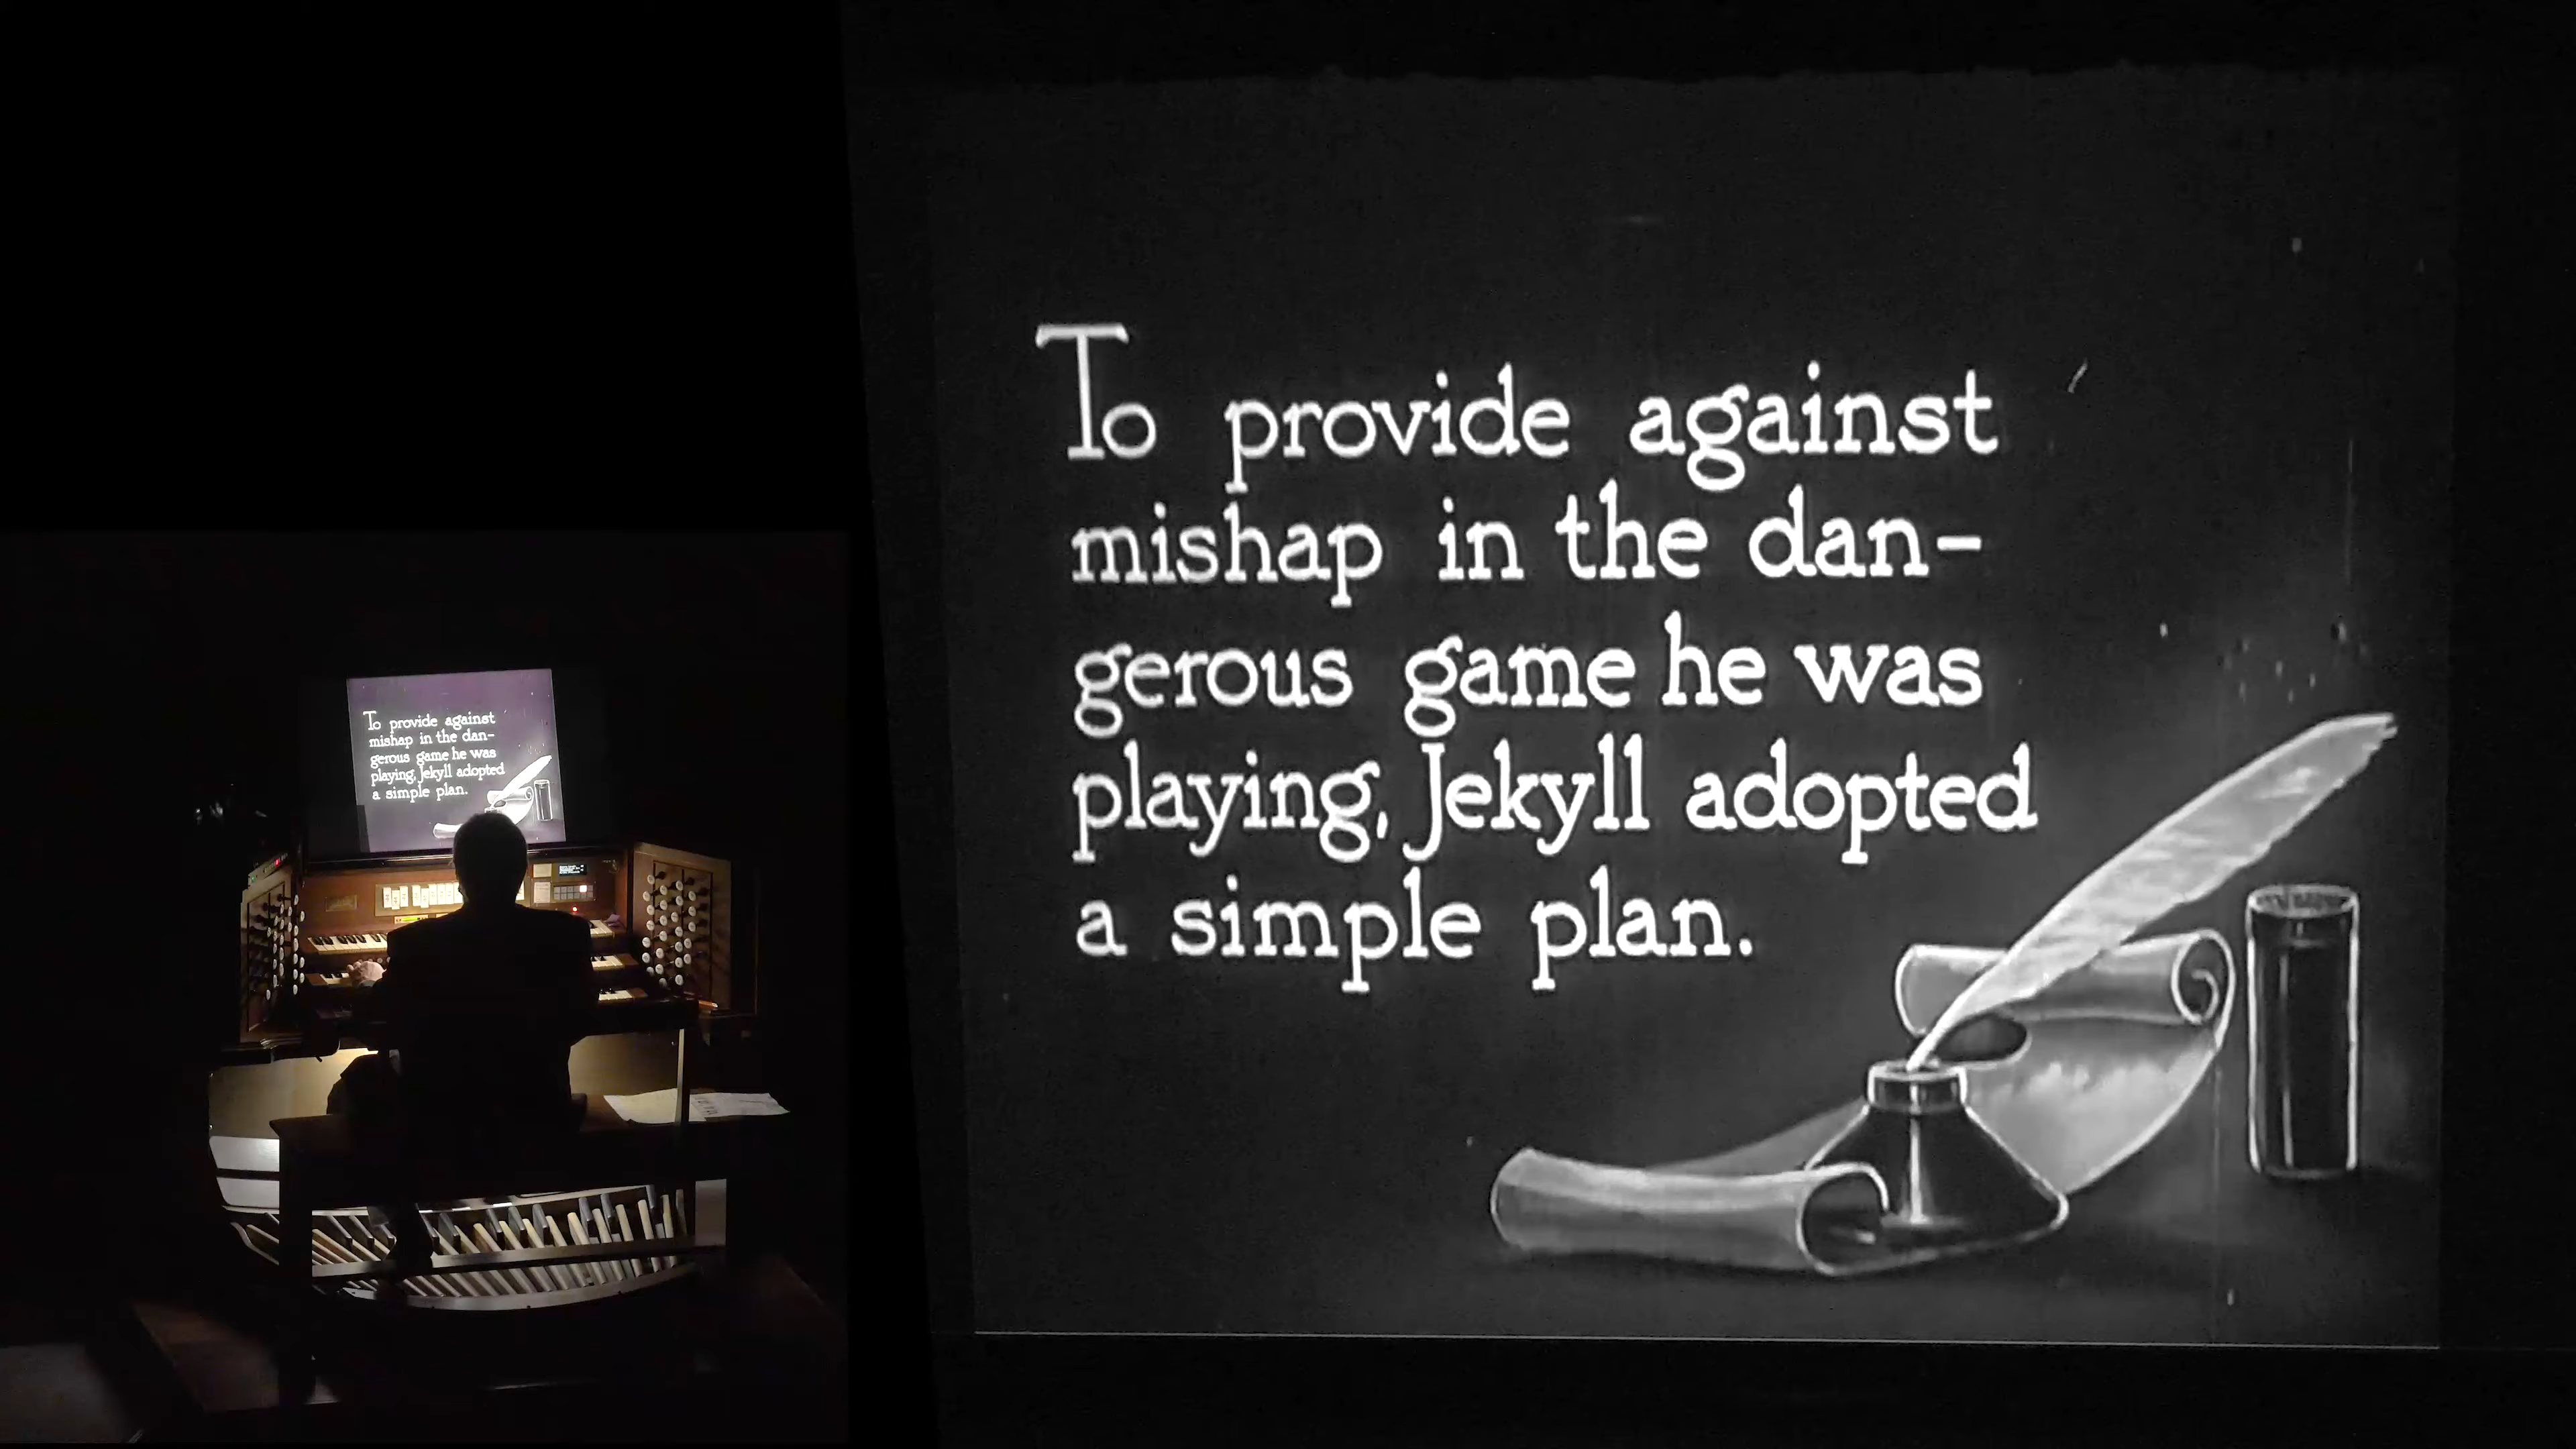 To provide against
mishap in the dan-
gerous game he was
playing, Jekyll adopted
a simple plan.
To provide against
mishap in the dan-
gerous game he was
playing, Jekyll adopted
a simple plan.